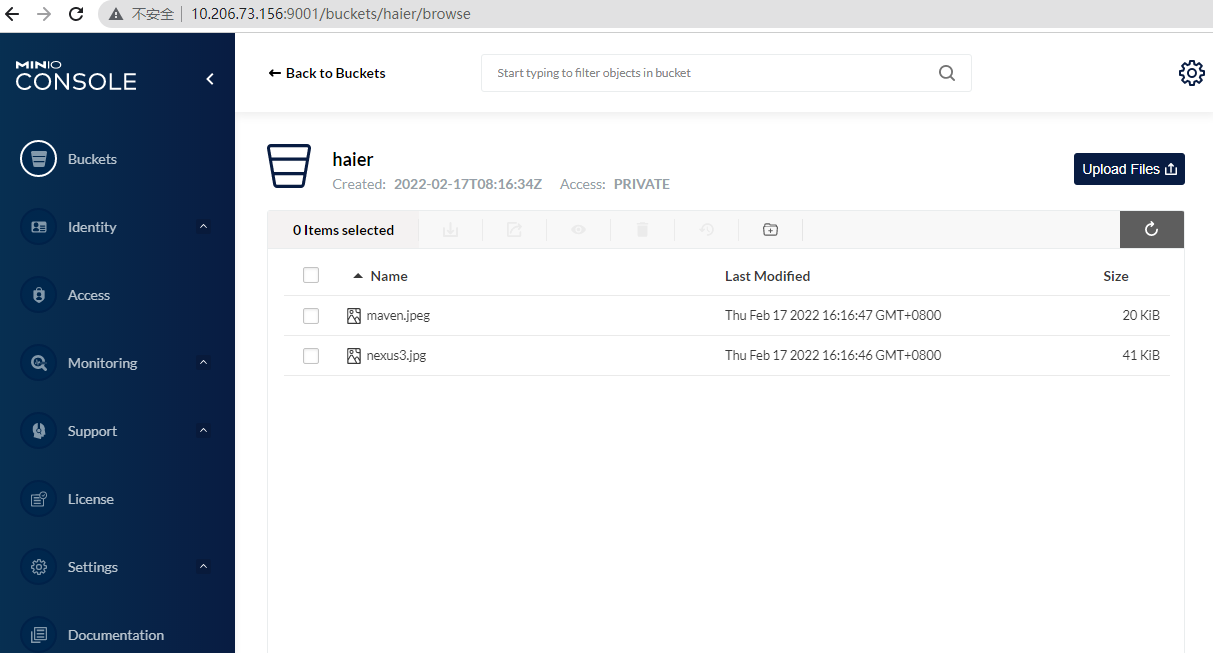 不安全 10.206.73.156:9001/buckets/haier/browse
MINIO
CONSOLE
Back to Buckets
Start typing to filter objects in bucket
Buckets
Identity
Access
Monitoring
Support
License
Settings
Documentation
haier
Created: 2022-02-17T08:16:34Z Access: PRIVATE
Upload Files
0 Items selected
Name Last Modified Size
maven.jpeg Thu Feb 17 2022 16:16:47 GMT+0800 20 KiB
nexus3.jpg Thu Feb 17 2022 16:16:46 GMT+0800 41 KiB